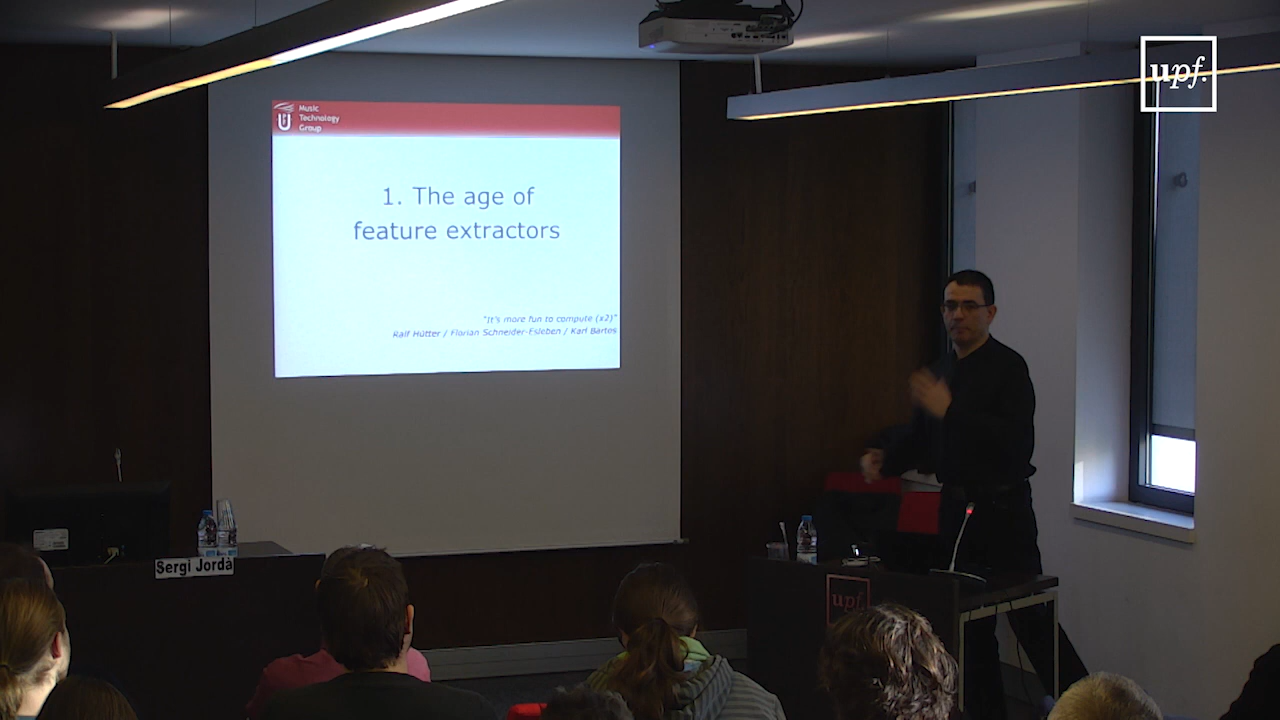 upf.
Music
Technology
Group
1. The age of
feature extractors
"It's more fun to compute (x2)"
Ralf Hütter / Florian Schneider-Esleben / Karl Bartos
Sergi Jordà
upf.